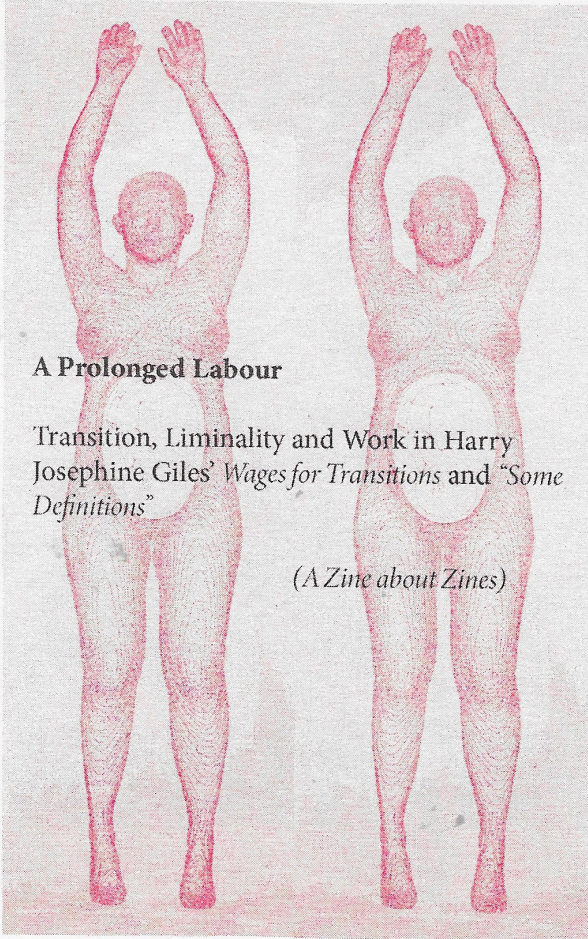 A Prolonged Labour
Transition, Liminality and Work in Harry
Josephine Giles’ Wages for Transitions and “Some
Definitions”
(A Zine about Zines)